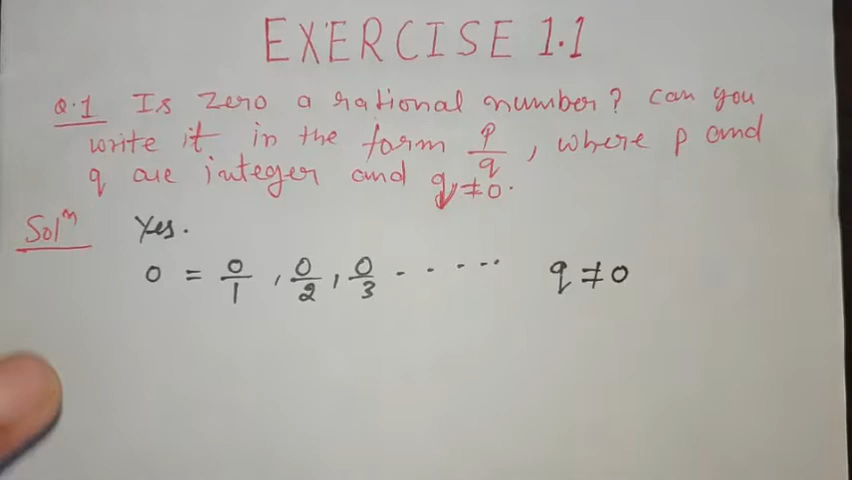 EXERCISE 1.1
Q.1 Is zero a rational number? Can you
write it in the form p/q, where p and
q are integer and q≠0.
Solⁿ Yes.
0 = 0/1, 0/2, 0/3 ...... q≠0